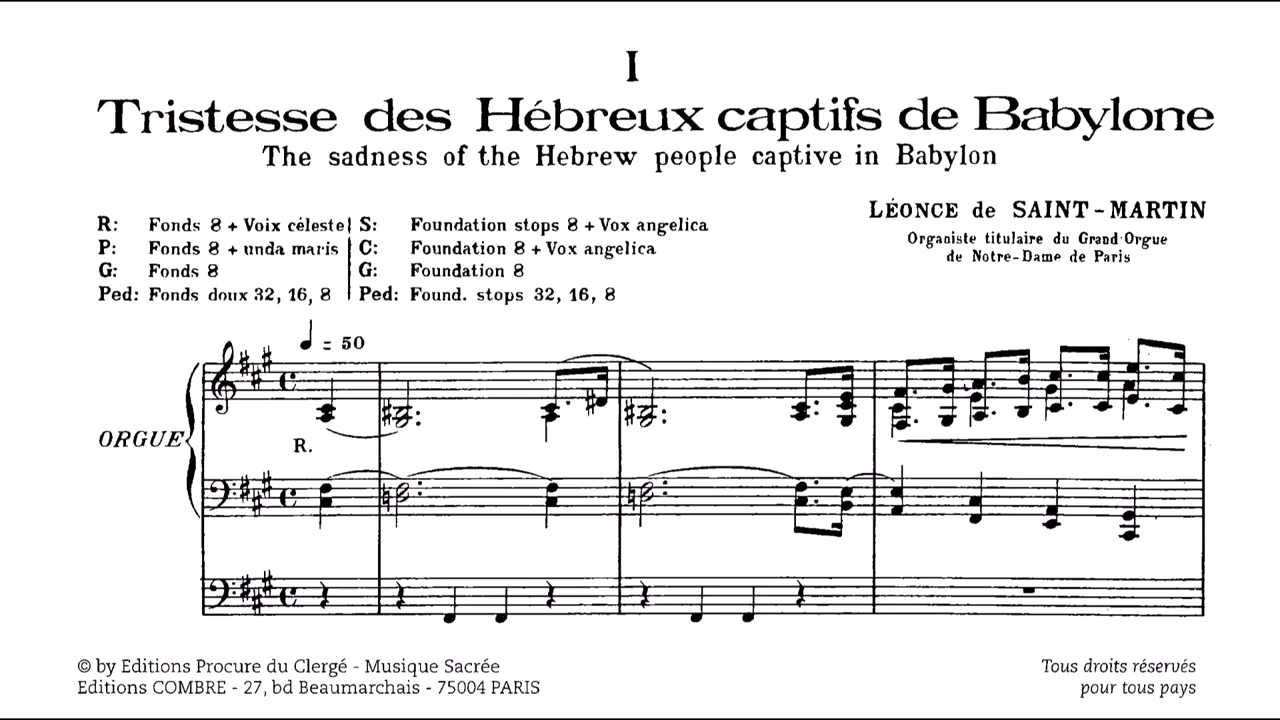 I
Tristesse des Hébreux captifs de Babylone
The sadness of the Hebrew people captive in Babylon
LÉONCE de SAINT-MARTIN
Organiste titulaire du Grand Orgue
de Notre-Dame de Paris
R: Fonds 8 + Voix céleste
P: Fonds 8 + unda maris
G: Fonds 8
Ped: Fonds doux 32, 16, 8
S: Foundation stops 8 + Vox angelica
C: Foundation 8 + Vox angelica
G: Foundation 8
Ped: Found. stops 32, 16, 8
= 50
ORGUE
R.
© by Editions Procure du Clergé - Musique Sacrée
Editions COMBRE - 27, bd Beaumarchais - 75004 PARIS
Tous droits réservés
pour tous pays